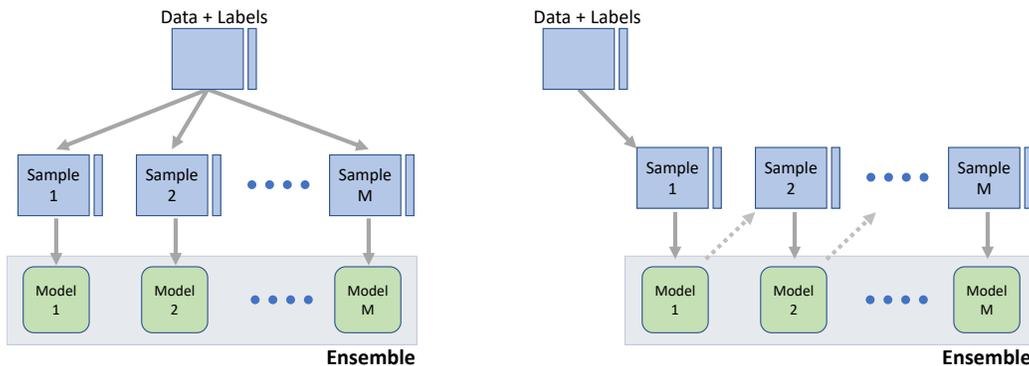 Data + Labels
Sample
1
Sample
2
Sample
M
Model
1
Model
2
Model
M
Ensemble
Data + Labels
Sample
1
Sample
2
Sample
M
Model
1
Model
2
Model
M
Ensemble